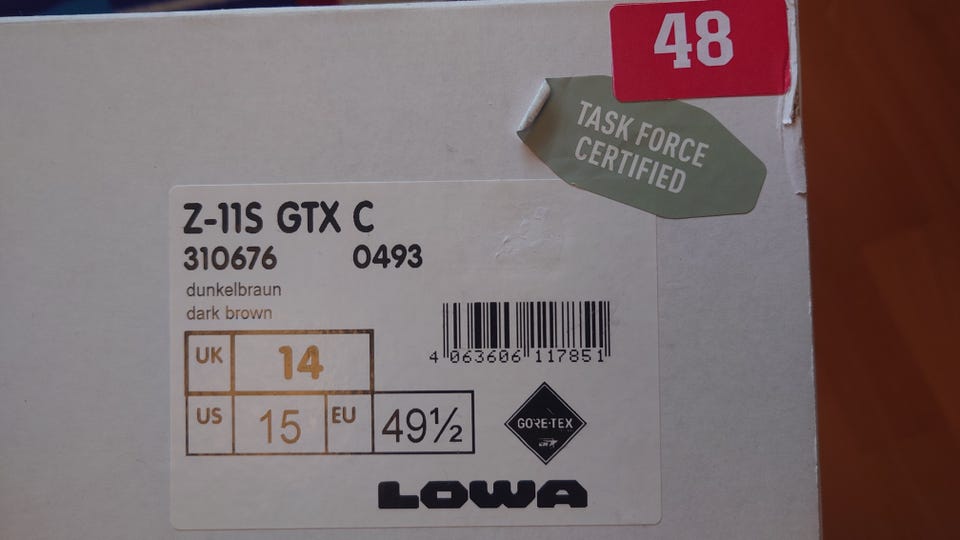 48
TASK FORCE
CERTIFIED
Z-11S GTX C
310676 0493
dunkelbraun
dark brown
UK 14
US 15 EU 49½
4 063606 117851
GORE-TEX
LOWA